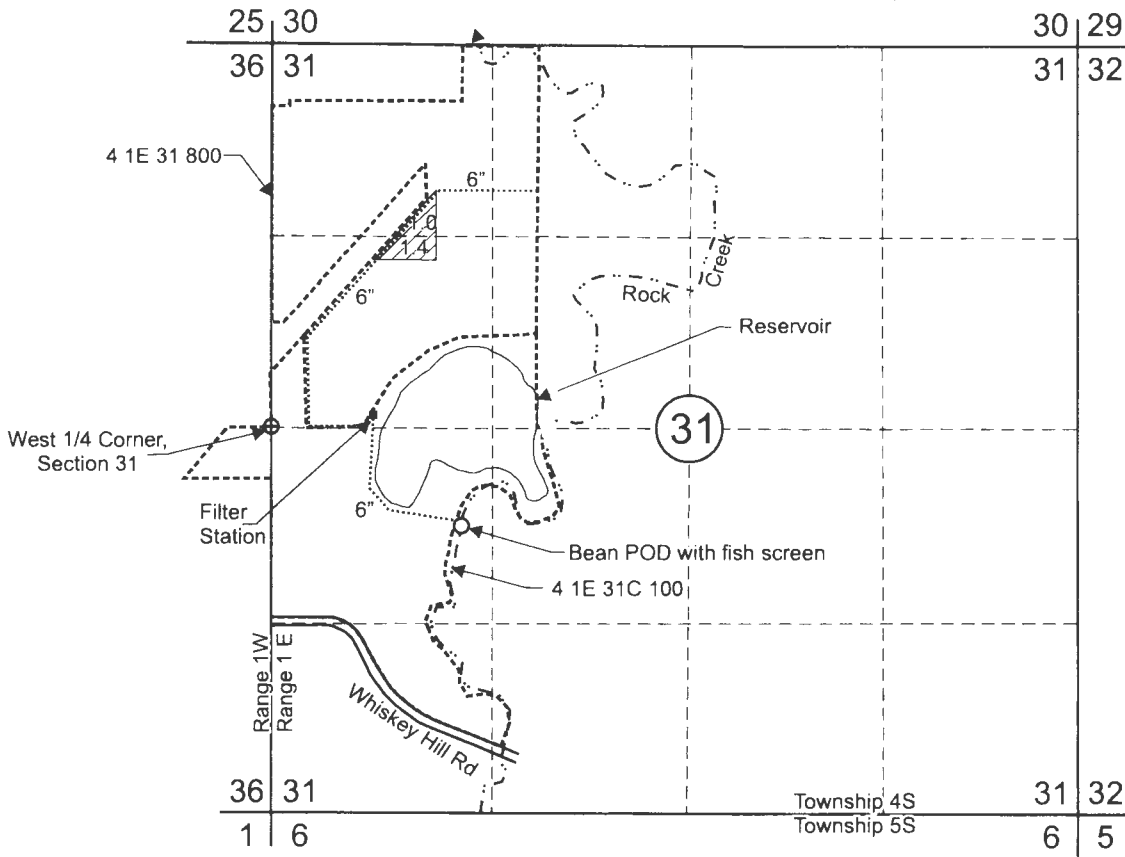 25 30
30 29
36 31
31 32
4 1E 31 800
6"
1.0
1.4
6"
Rock
Creek
Reservoir
31
West 1/4 Corner,
Section 31
Filter
Station
6"
Bean POD with fish screen
4 1E 31C 100
Range 1W
Range 1 E
Whiskey Hill Rd
36 31
Township 4S
31 32
1 6
Township 5S
6 5